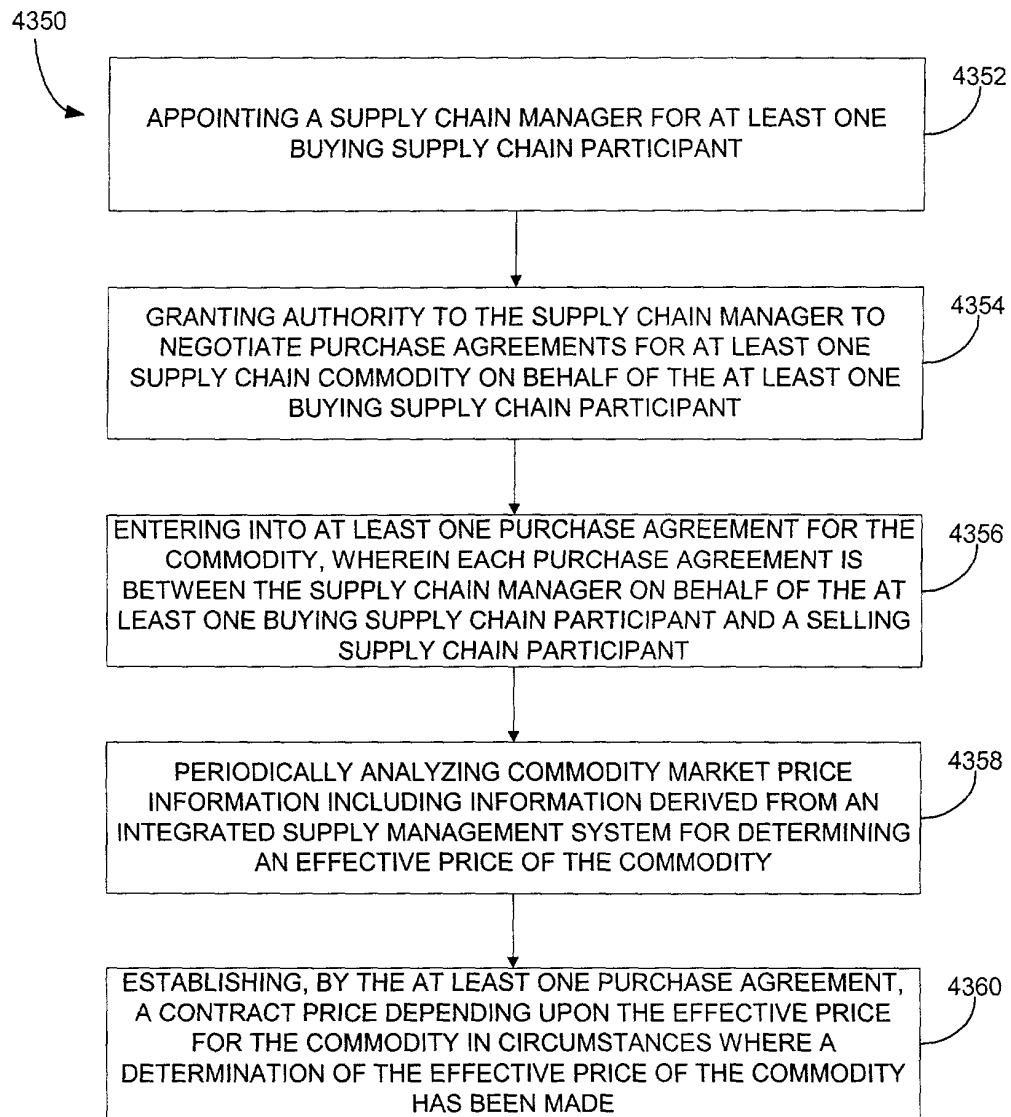 4350
4352
APPOINTING A SUPPLY CHAIN MANAGER FOR AT LEAST ONE
BUYING SUPPLY CHAIN PARTICIPANT
4354
GRANTING AUTHORITY TO THE SUPPLY CHAIN MANAGER TO
NEGOTIATE PURCHASE AGREEMENTS FOR AT LEAST ONE
SUPPLY CHAIN COMMODITY ON BEHALF OF THE AT LEAST ONE
BUYING SUPPLY CHAIN PARTICIPANT
4356
ENTERING INTO AT LEAST ONE PURCHASE AGREEMENT FOR THE
COMMODITY, WHEREIN EACH PURCHASE AGREEMENT IS
BETWEEN THE SUPPLY CHAIN MANAGER ON BEHALF OF THE AT
LEAST ONE BUYING SUPPLY CHAIN PARTICIPANT AND A SELLING
SUPPLY CHAIN PARTICIPANT
4358
PERIODICALLY ANALYZING COMMODITY MARKET PRICE
INFORMATION INCLUDING INFORMATION DERIVED FROM AN
INTEGRATED SUPPLY MANAGEMENT SYSTEM FOR DETERMINING
AN EFFECTIVE PRICE OF THE COMMODITY
4360
ESTABLISHING, BY THE AT LEAST ONE PURCHASE AGREEMENT,
A CONTRACT PRICE DEPENDING UPON THE EFFECTIVE PRICE
FOR THE COMMODITY IN CIRCUMSTANCES WHERE A
DETERMINATION OF THE EFFECTIVE PRICE OF THE COMMODITY
HAS BEEN MADE